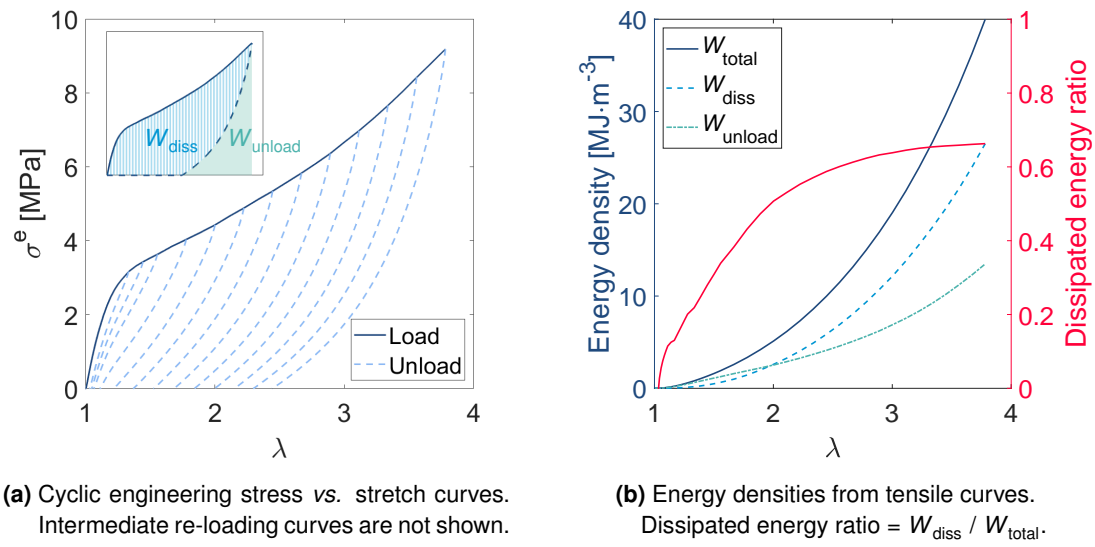 10
8
6
4
2
0
σᵉ [MPa]
W_diss
W_unload
Load
Unload
1
2
3
4
λ
40
30
20
10
0
Energy density [MJ·m⁻³]
W_total
W_diss
W_unload
1
0.8
0.6
0.4
0.2
0
Dissipated energy ratio
1
2
3
4
λ
(a) Cyclic engineering stress vs. stretch curves.
Intermediate re-loading curves are not shown.
(b) Energy densities from tensile curves.
Dissipated energy ratio = W_diss / W_total.